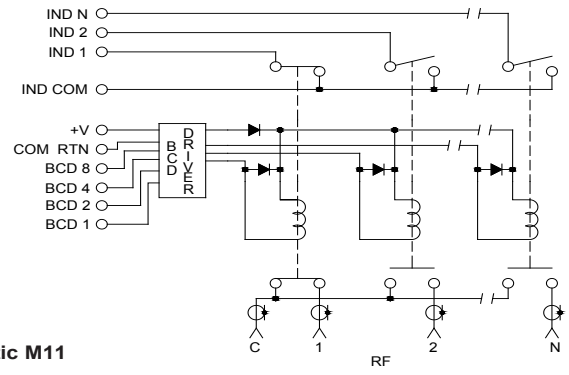 IND N
IND 2
IND 1
IND COM
+V
COM RTN
BCD 8
BCD 4
BCD 2
BCD 1
BCD
DRIVER
C
1
2
N
RF
tic M11